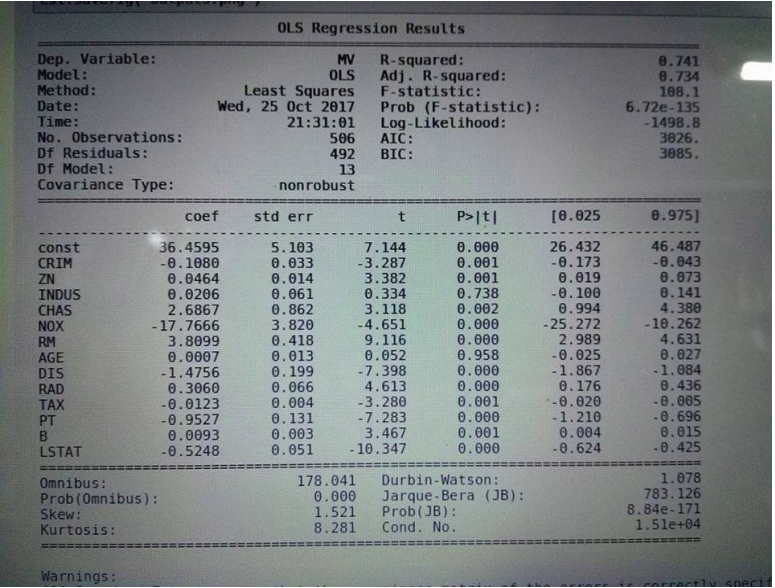 OLS Regression Results
Dep. Variable: MV R-squared: 0.741
Model: OLS Adj. R-squared: 0.734
Method: Least Squares F-statistic: 108.1
Date: Wed, 25 Oct 2017 Prob (F-statistic): 6.72e-135
Time: 21:31:01 Log-Likelihood: -1498.8
No. Observations: 506 AIC: 3026.
Df Residuals: 492 BIC: 3085.
Df Model: 13
Covariance Type: nonrobust
coef std err t P>|t| [0.025 0.975]
const 36.4595 5.103 7.144 0.000 26.432 46.487
CRIM -0.1080 0.033 -3.287 0.001 -0.173 -0.043
ZN 0.0464 0.014 3.382 0.001 0.019 0.073
INDUS 0.0206 0.061 0.334 0.738 -0.100 0.141
CHAS 2.6867 0.862 3.118 0.002 0.994 4.380
NOX -17.7666 3.820 -4.651 0.000 -25.272 -10.262
RM 3.8099 0.418 9.116 0.000 2.989 4.631
AGE 0.0007 0.013 0.052 0.958 -0.025 0.027
DIS -1.4756 0.199 -7.398 0.000 -1.867 -1.084
RAD 0.3060 0.066 4.613 0.000 0.176 0.436
TAX -0.0123 0.004 -3.280 0.001 -0.020 -0.005
PT -0.9527 0.131 -7.283 0.000 -1.210 -0.696
B 0.0093 0.003 3.467 0.001 0.004 0.015
LSTAT -0.5248 0.051 -10.347 0.000 -0.624 -0.425
Omnibus: 178.041 Durbin-Watson: 1.078
Prob(Omnibus): 0.000 Jarque-Bera (JB): 783.126
Skew: 1.521 Prob(JB): 8.84e-171
Kurtosis: 8.281 Cond. No. 1.51e+04
Warnings: